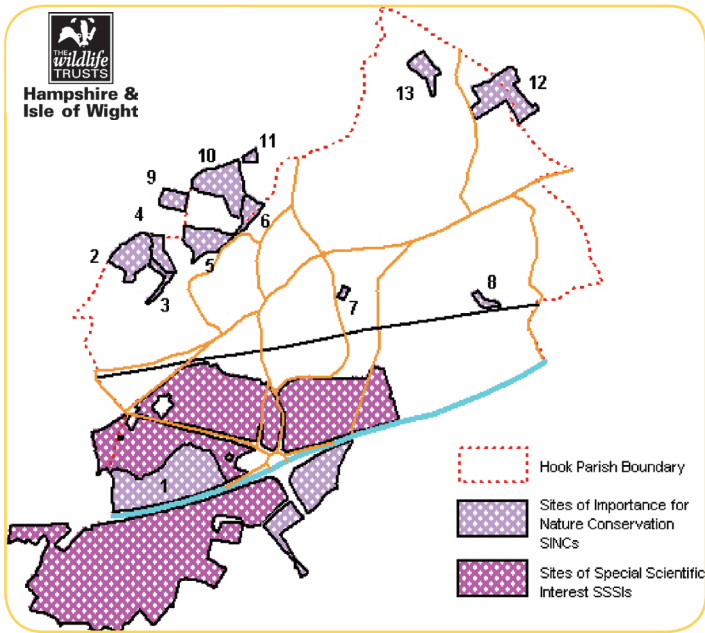 THE
wildlife
TRUSTS
Hampshire &
Isle of Wight
13
12
11
10
9
4
6
2
5
3
7
8
1
Hook Parish Boundary
Sites of Importance for
Nature Conservation
SINCs
Sites of Special Scientific
Interest SSSIs